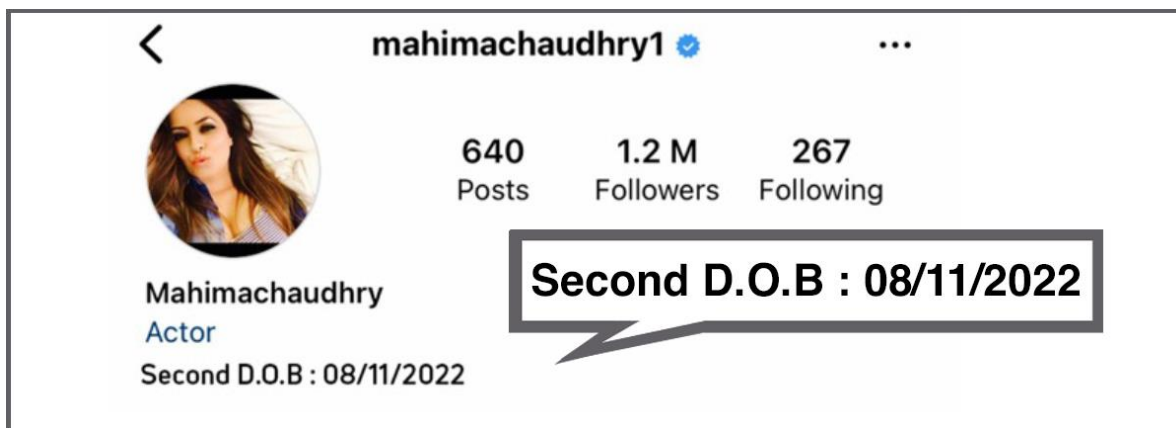 mahimachaudhry1
640 1.2 M 267
Posts Followers Following
Second D.O.B : 08/11/2022
Mahimachaudhry
Actor
Second D.O.B : 08/11/2022